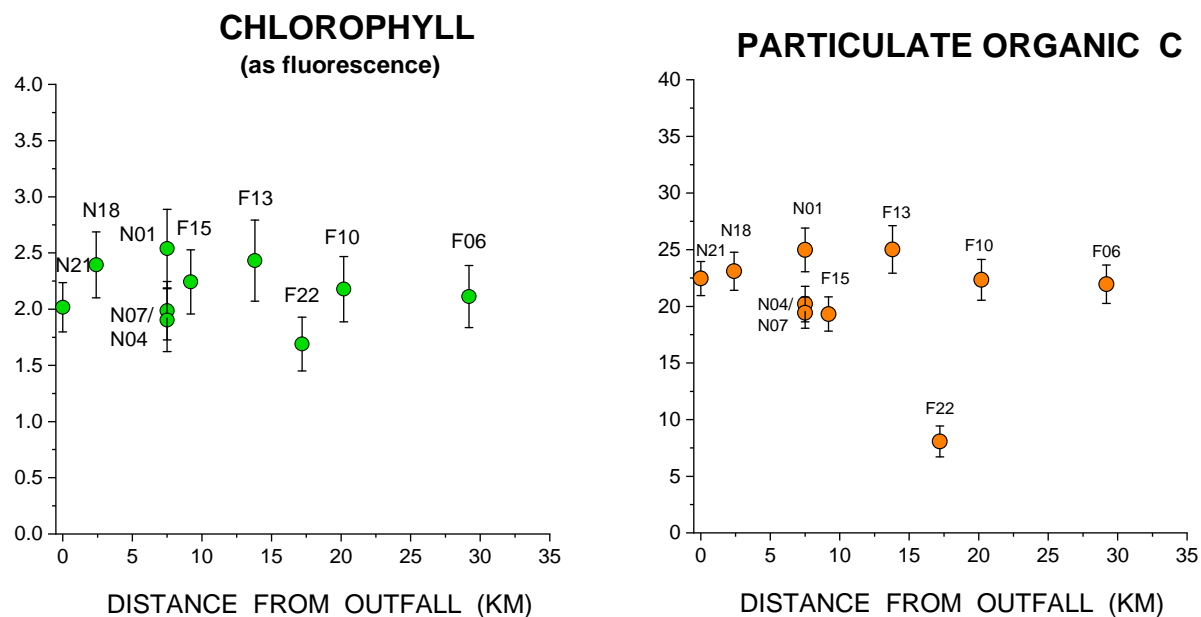 CHLOROPHYLL
(as fluorescence)
4.0
3.5
3.0
2.5
2.0
1.5
1.0
0.5
0.0
N21
N18
N01
N07/
N04
F15
F13
F22
F10
F06
0 5 10 15 20 25 30 35
DISTANCE FROM OUTFALL (KM)
PARTICULATE ORGANIC C
40
35
30
25
20
15
10
5
0
N21
N18
N01
N04/
N07
F15
F13
F22
F10
F06
0 5 10 15 20 25 30 35
DISTANCE FROM OUTFALL (KM)